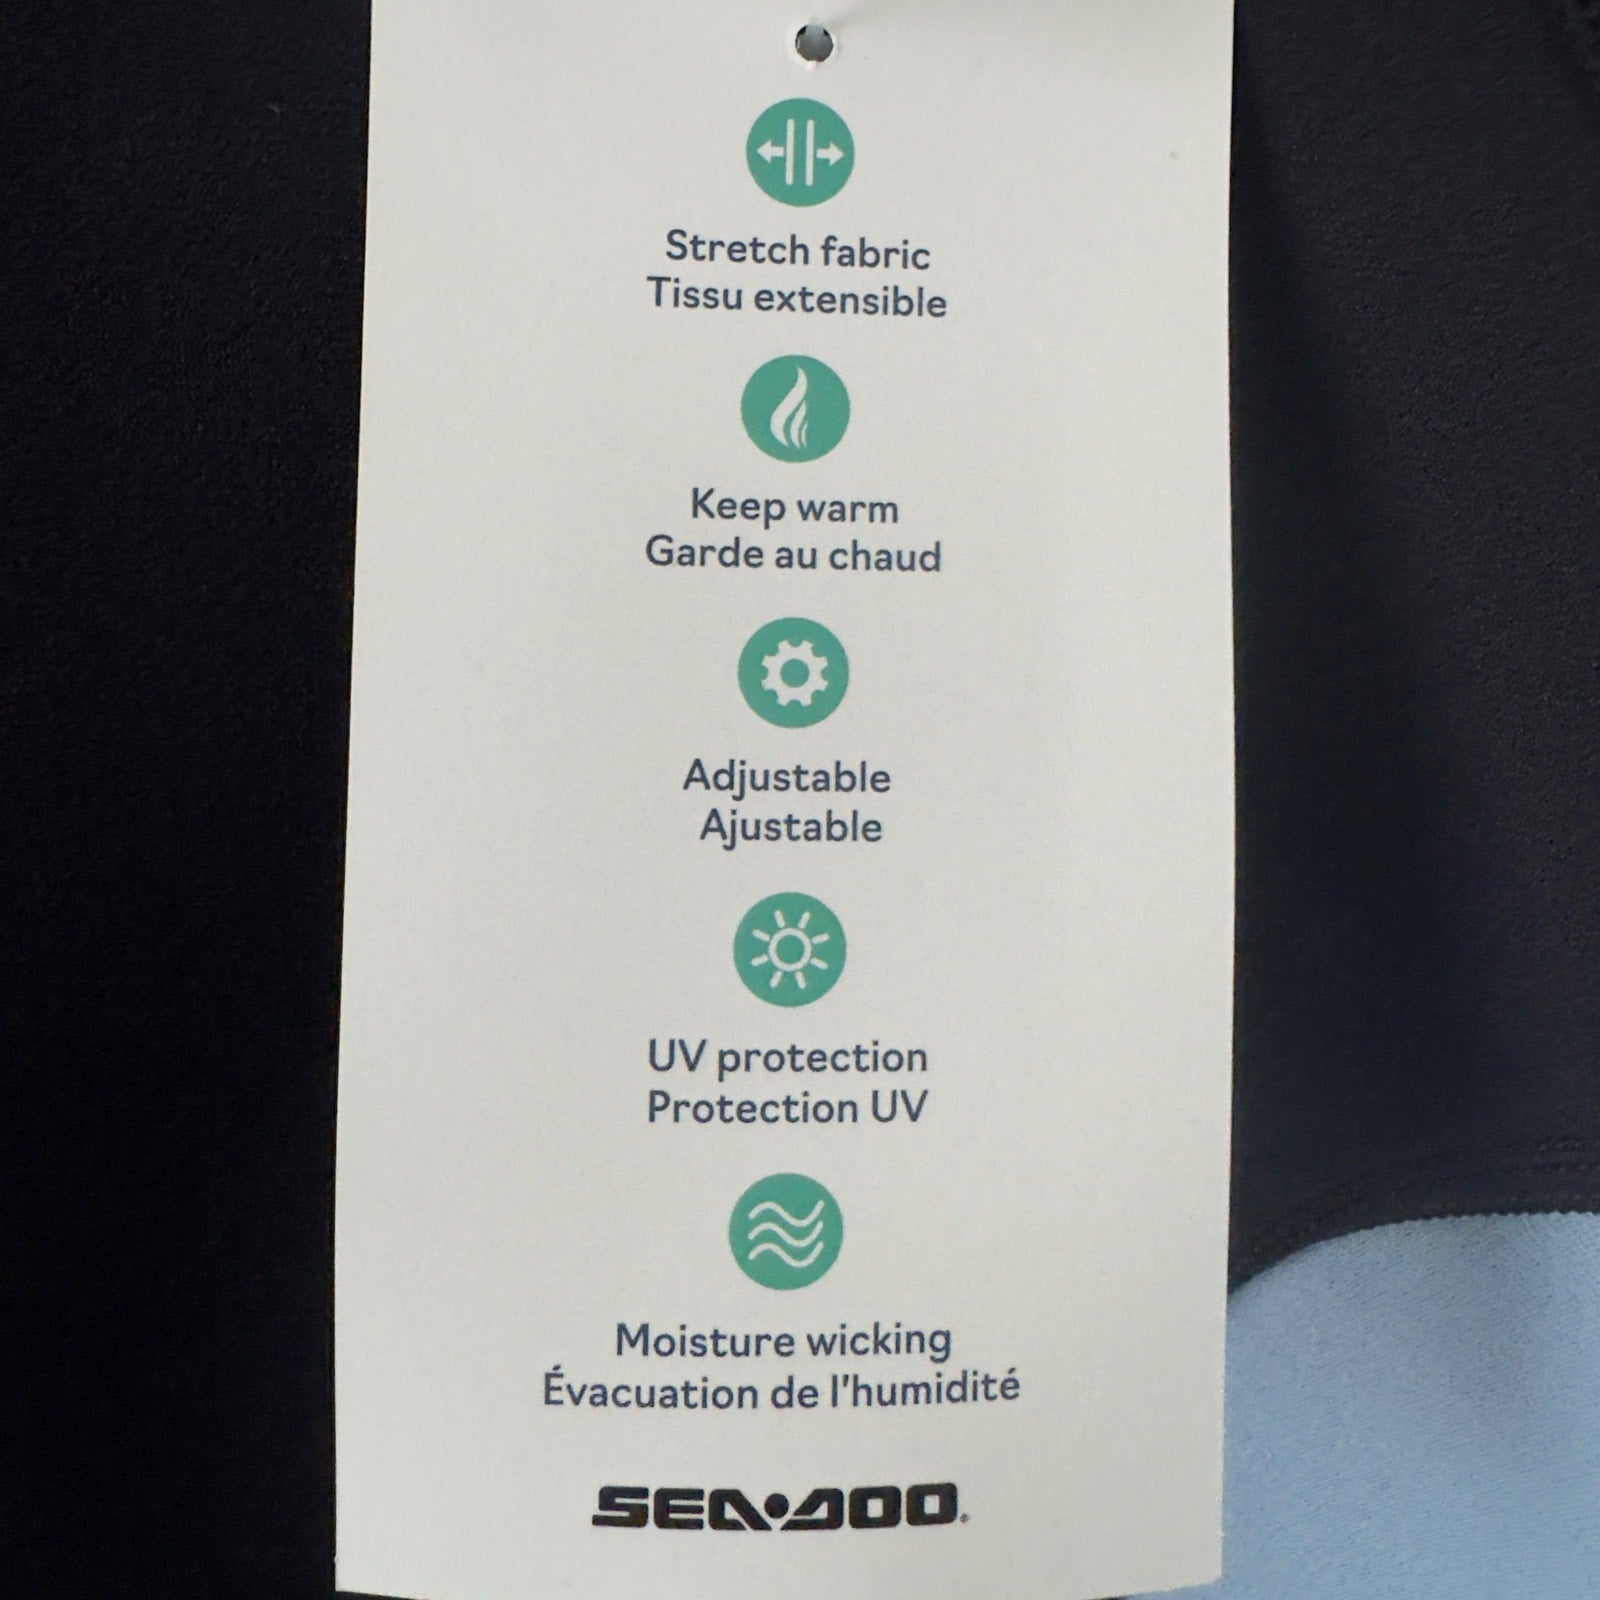 Stretch fabric
Tissu extensible
Keep warm
Garde au chaud
Adjustable
Ajustable
UV protection
Protection UV
Moisture wicking
Évacuation de l'humidité
SEA-DOO®